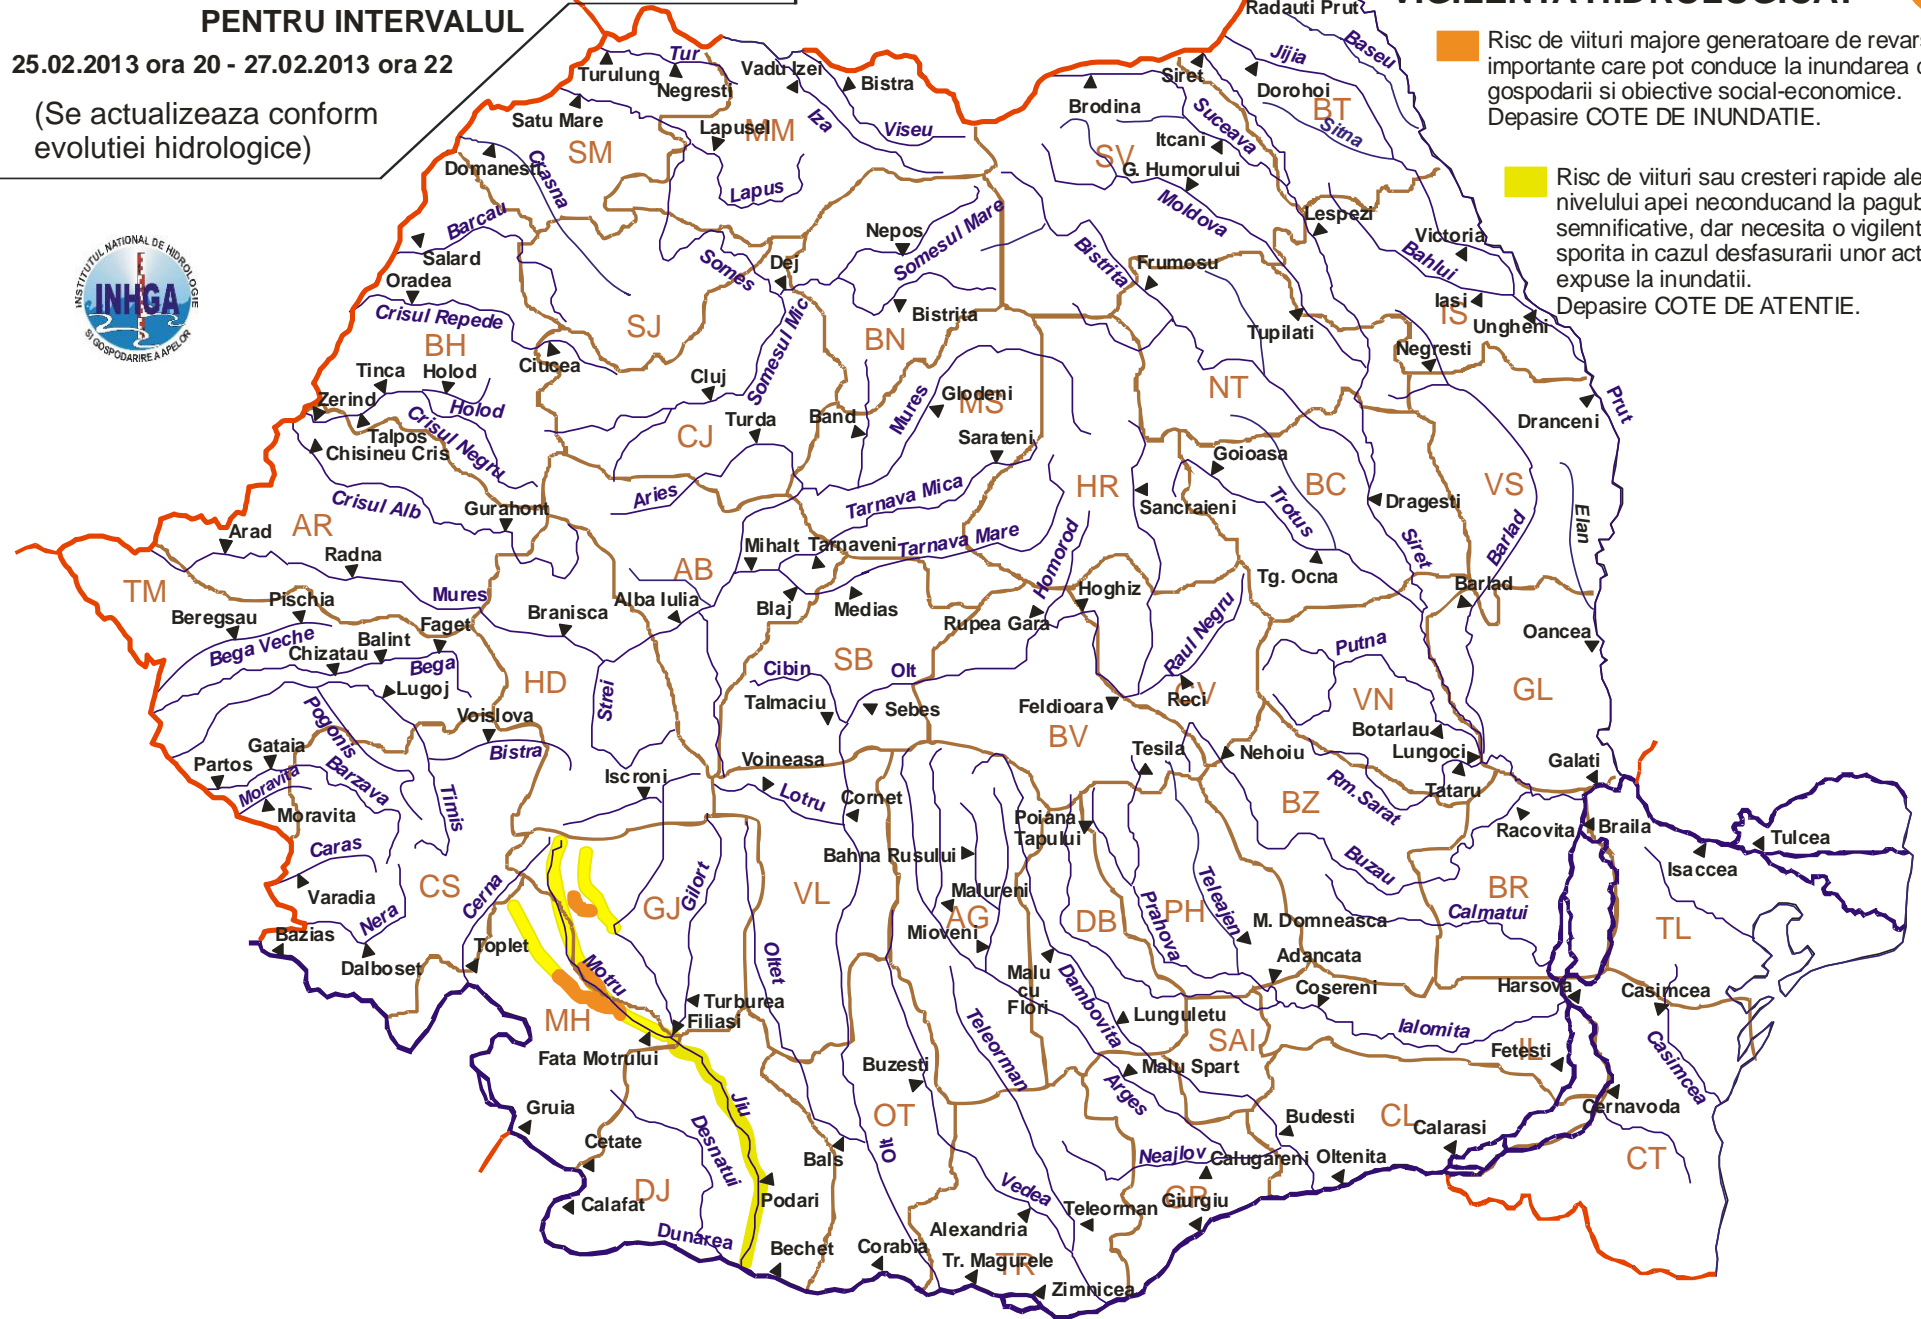 PENTRU INTERVALUL
25.02.2013 ora 20 - 27.02.2013 ora 22
(Se actualizeaza conform
evolutiei hidrologice)
INSTITUTUL NATIONAL DE HIDROLOGIE
INHGA
SI GOSPODARIRE A APELOR
Risc de viituri majore generatoare de revars
importante care pot conduce la inundarea
gospodarii si obiective social-economice.
Depasire COTE DE INUNDATIE.
Risc de viituri sau cresteri rapide ale
nivelului apei neconducand la pagub
semnificative, dar necesita o vigilent
sporita in cazul desfasurarii unor act
expuse la inundatii.
Depasire COTE DE ATENTIE.
Radauti Prut
Baseu
Jijia
Siret
Dorohoi
BT
Sitna
Tur
Turulung
Negresti
Vadu Izei
Bistra
Brodina
Suceava
Itcani
Satu Mare
SM
Lapusel
MM
Iza
Viseu
SV
G. Humorului
Moldova
Domanesti
Crasna
Lapus
Lespezi
Victoria
Bahlui
Barcau
Salard
Nepos
Somesul Mare
Bistrita
Frumosu
Oradea
Somes
Dej
Iasi
IS
Ungheni
Crisul Repede
BH
SJ
Somesul Mic
Bistrita
BN
Tupilati
Negresti
Ciucea
Tinca
Holod
Holod
Cluj
Mures
Glodeni
MS
NT
Prut
Dranceni
Zerind
Talpos
Crisul Negru
Chisineu Cris
Turda
CJ
Band
Sarateni
Goioasa
BC
VS
Crisul Alb
Gurahont
Aries
Tarnava Mica
HR
Sancraieni
Trotus
Dragesti
Elan
Arad
AR
Radna
Mihalt
Tarnaveni
Tarnava Mare
Homorod
Siret
Barlad
Tg. Ocna
TM
Pischia
Beregsau
Mures
Branisca
Alba Iulia
AB
Blaj
Medias
Hoghiz
Rupea Gara
Raul Negru
Barlad
Oancea
Bega Veche
Chizatau
Balint
Faget
Bega
Lugoj
HD
Strei
Cibin
SB
Olt
Talmaciu
Sebes
Feldioara
BV
Reci
Putna
VN
GL
Botarlau
Pogonis
Voislova
Bistra
Gataia
Partos
Moravita
Moravita
Barzava
Timis
Iscroni
Voineasa
Lotru
Cornet
Tesila
Nehoiu
Lungoci
Rm. Sarat
Tataru
Galati
BZ
Racovita
Braila
Tulcea
Isaccea
Poiana
Tapului
Bahna Rusului
Caras
Varadia
CS
Cerna
GJ
Gilort
VL
Malureni
AG
DB
Prahova
PH
Teleajen
Buzau
BR
Calmatui
TL
Nera
Bazias
Dalboset
Toplet
Motru
Oltet
Mioveni
M. Domneasca
Adancata
Malu
cu
Flori
Dambovita
Cosereni
Harsova
Casimcea
MH
Turburea
Filiasi
Fata Motrului
Teleorman
Lunguletu
SAI
Ialomita
IL
Fetesti
Casimcea
Buzesti
Malu Spart
Arges
Gruia
Jiu
Desnatui
OT
Budesti
CL
Calarasi
Cernavoda
CT
Cetate
Bals
Olt
Neajlov
Calugareni
Oltenita
Calafat
DJ
Podari
Vedea
Teleorman
Giurgiu
Dunarea
Bechet
Corabia
Alexandria
Tr. Magurele
TR
Zimnicea